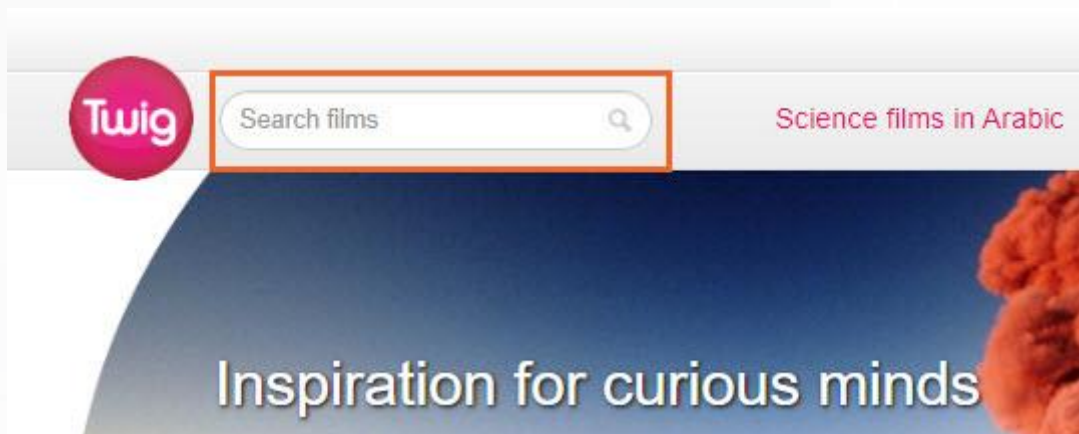 Twig
Search films
Science films in Arabic
Inspiration for curious minds